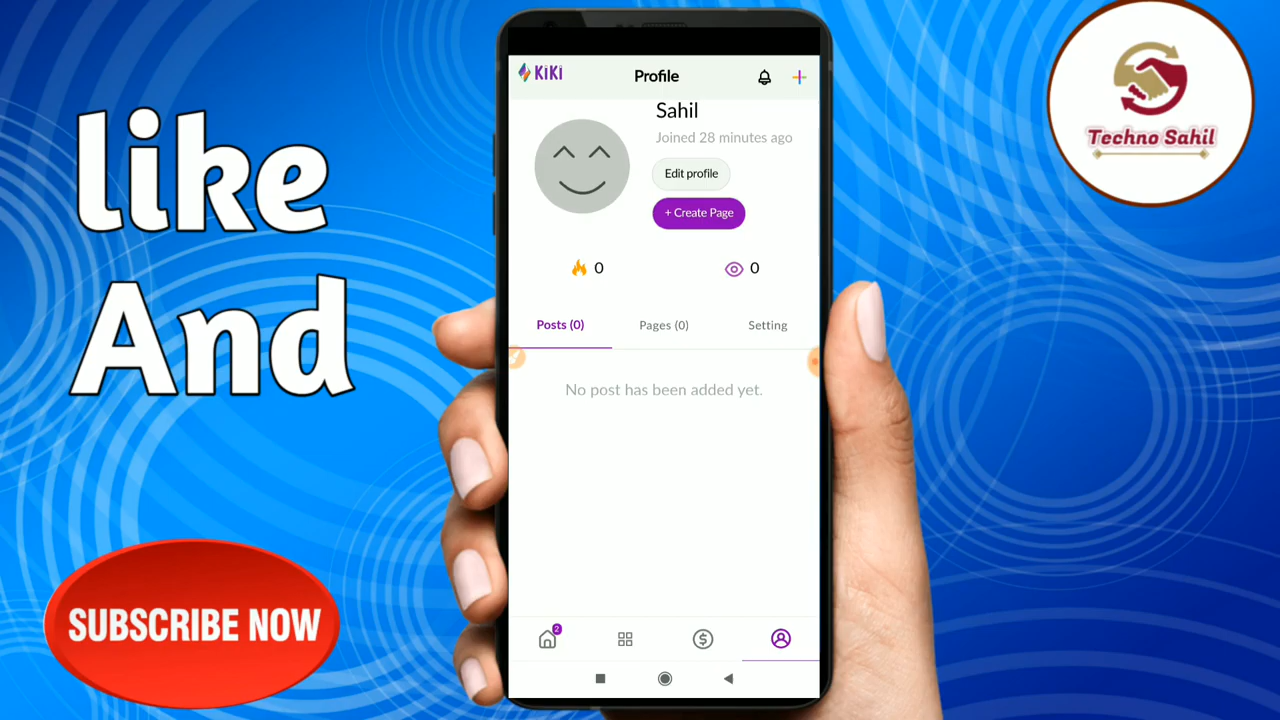 like
And
SUBSCRIBE NOW
KiKi
Profile
Sahil
Joined 28 minutes ago
Edit profile
+ Create Page
0
0
Posts (0)
Pages (0)
Setting
No post has been added yet.
2
$
Techno Sahil